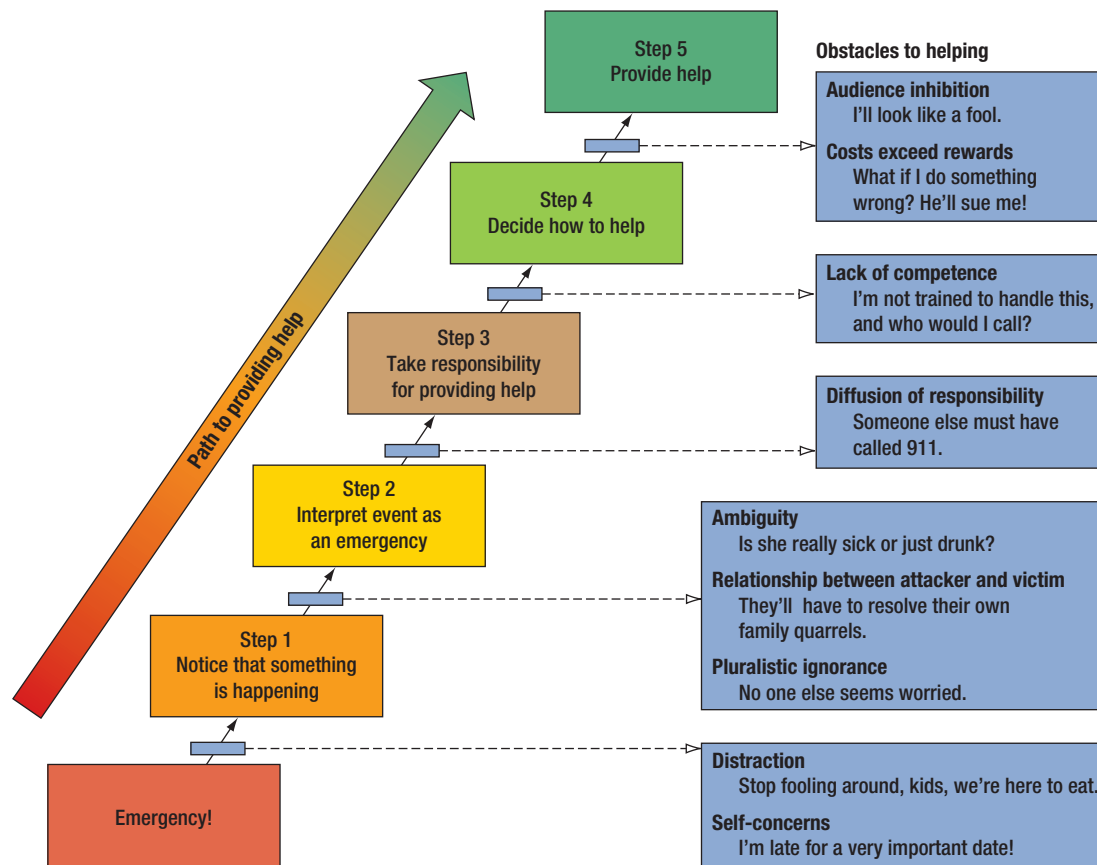 Step 5
Provide help
Obstacles to helping
Audience inhibition
I'll look like a fool.
Costs exceed rewards
What if I do something
wrong? He'll sue me!
Step 4
Decide how to help
Lack of competence
I'm not trained to handle this,
and who would I call?
Path to providing help
Step 3
Take responsibility
for providing help
Diffusion of responsibility
Someone else must have
called 911.
Step 2
Interpret event as
an emergency
Ambiguity
Is she really sick or just drunk?
Relationship between attacker and victim
They'll have to resolve their own
family quarrels.
Pluralistic ignorance
No one else seems worried.
Step 1
Notice that something
is happening
Distraction
Stop fooling around, kids, we're here to eat.
Self-concerns
I'm late for a very important date!
Emergency!